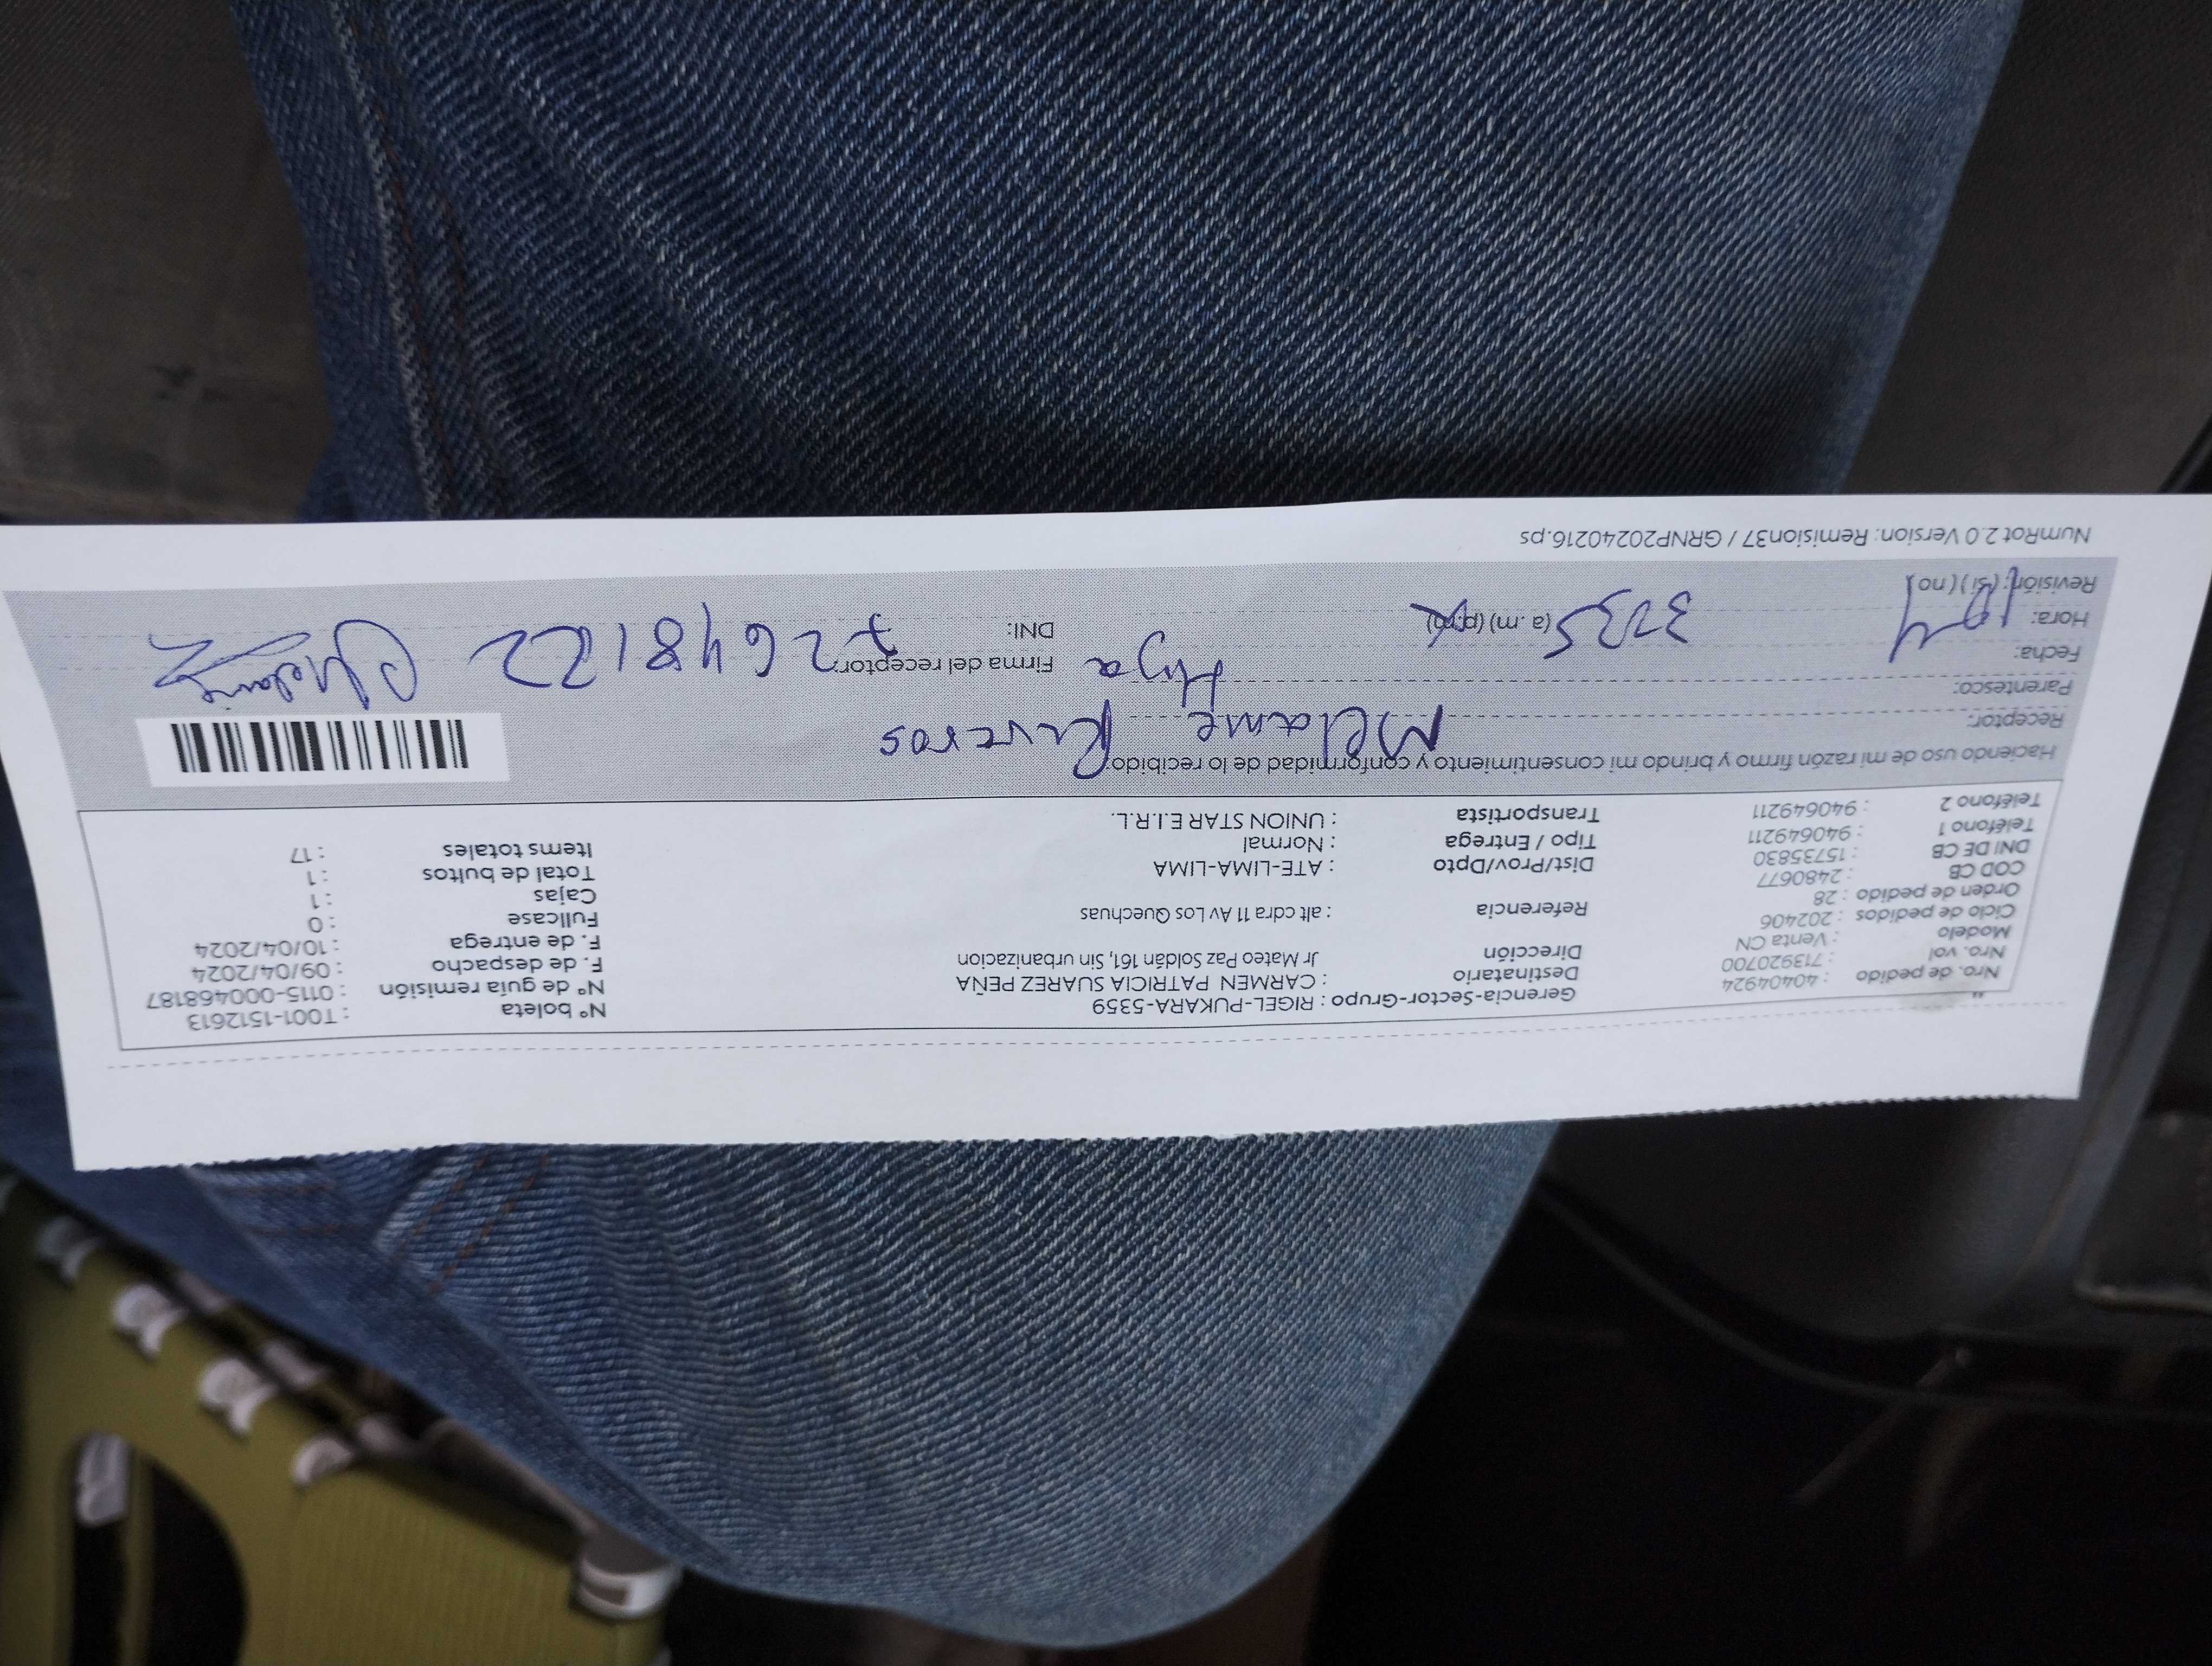 Nro. de pedido : 40404924
Nro. vol : 713920700
Modelo : Venta CN
Ciclo de pedidos : 202406
Orden de pedido : 28
COD CB : 2480677
DNI DE CB : 15735830
Teléfono 1 : 940649211
Teléfono 2 : 940649211
Gerencia-Sector-Grupo : RIGEL-PUKARA-5359
Destinatario : CARMEN PATRICIA SUAREZ PEÑA
Dirección Jr Mateo Paz Soldán 161, Sin urbanizacion
Referencia : alt cdra 11 Av Los Quechuas
Dist/Prov/Dpto : ATE-LIMA-LIMA
Tipo / Entrega : Normal
Transportista : UNION STAR E.I.R.L.
Nº boleta : T001-1512613
Nº de guía remisión : 0115-000468187
F. de despacho : 09/04/2024
F. de entrega : 10/04/2024
Fullcase : 0
Cajas : 1
Total de bultos : 1
Items totales : 17
Haciendo uso de mi razón firmo y brindo mi consentimiento y conformidad de lo recibido:
Receptor: Melanie Riveros
Parentesco: Hija
Fecha:
Hora: (a. m) (p. m)
Revisión: (si) (no)
Firma del receptor:
DNI: 72648122
Melanie
NumRot 2.0 Version: Remision37 / GRNP20240216.ps